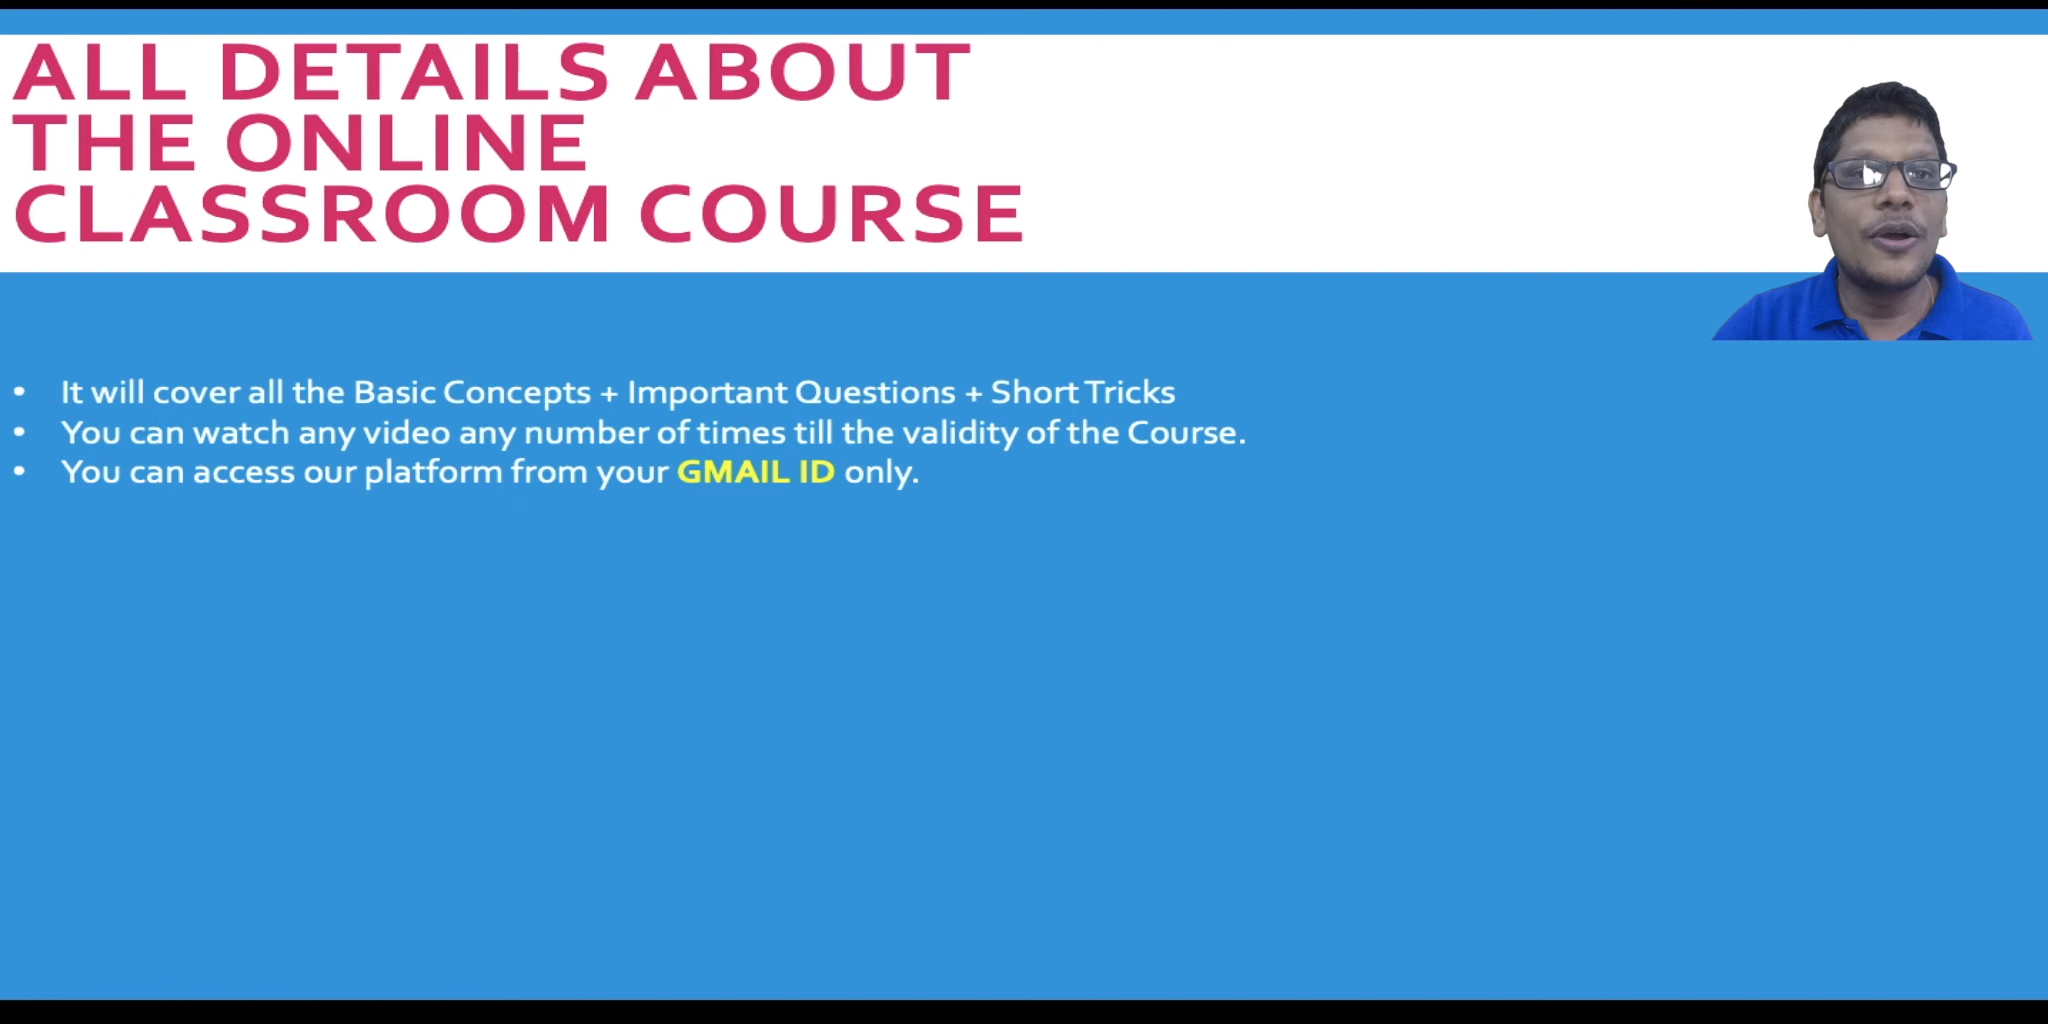 ALL DETAILS ABOUT
THE ONLINE
CLASSROOM COURSE
• It will cover all the Basic Concepts + Important Questions + Short Tricks
• You can watch any video any number of times till the validity of the Course.
• You can access our platform from your GMAIL ID only.